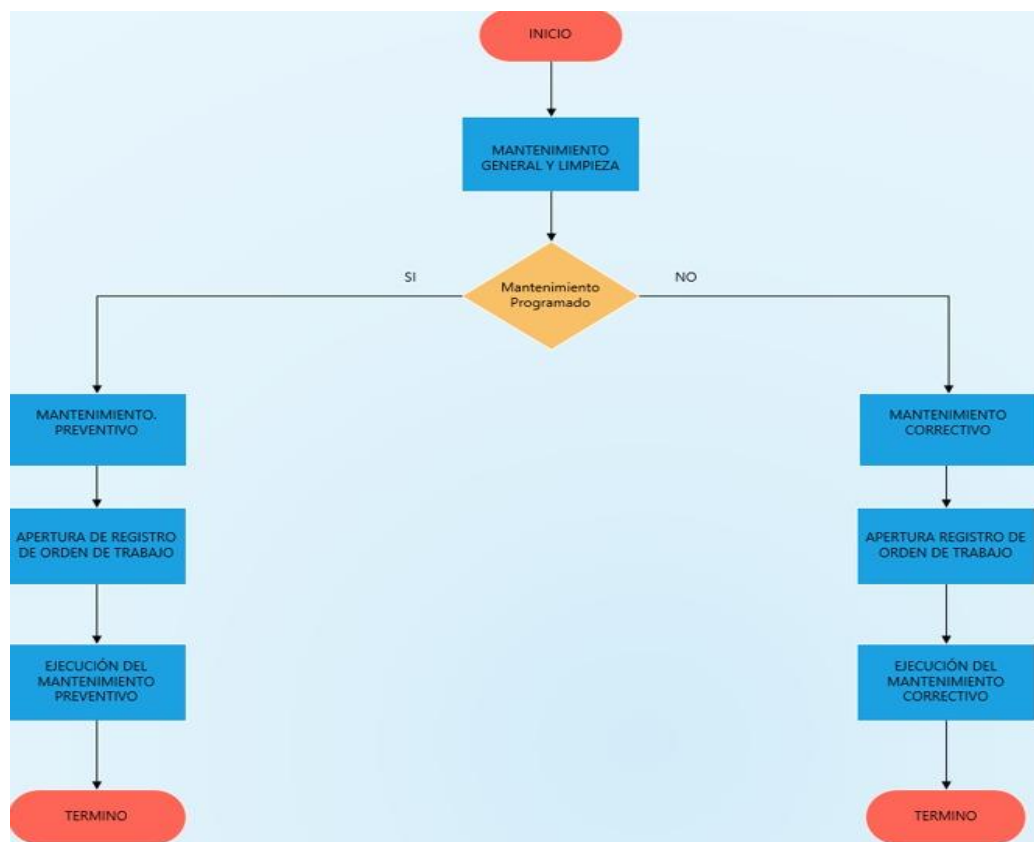 INICIO
MANTENIMIENTO
GENERAL Y LIMPIEZA
SI
NO
Mantenimiento
Programado
MANTENIMIENTO.
PREVENTIVO
MANTENIMIENTO
CORRECTIVO
APERTURA DE REGISTRO
DE ORDEN DE TRABAJO
APERTURA REGISTRO DE
ORDEN DE TRABAJO
EJECUCIÓN DEL
MANTENIMIENTO
PREVENTIVO
EJECUCIÓN DEL
MANTENIMIENTO
CORRECTIVO
TERMINO
TERMINO